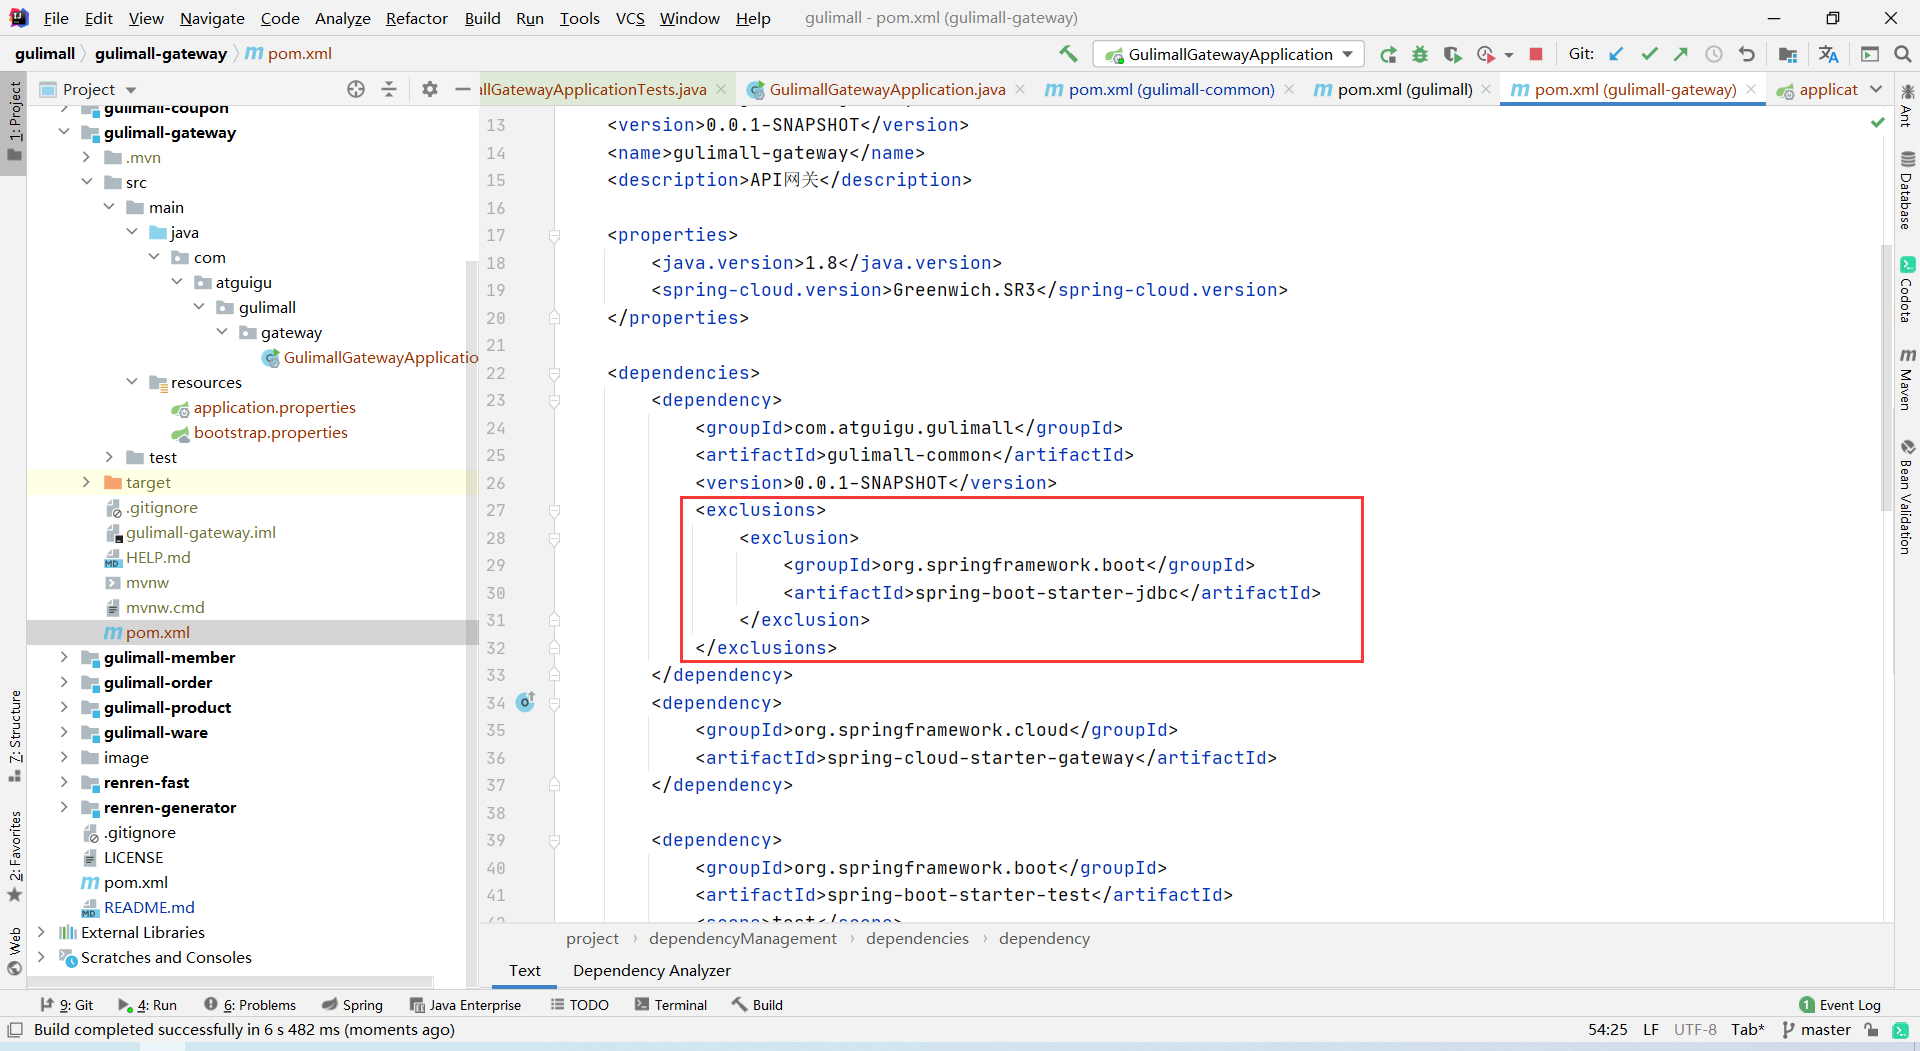 File Edit View Navigate Code Analyze Refactor Build Run Tools VCS Window Help gulimall - pom.xml (gulimall-gateway)
gulimall gulimall-gateway m pom.xml GulimallGatewayApplication Git:
1: Project
Project
allGatewayApplicationTests.java GulimallGatewayApplication.java pom.xml (gulimall-common) pom.xml (gulimall) pom.xml (gulimall-gateway) applicat
gulimall-coupon
gulimall-gateway
.mvn
src
main
java
com
atguigu
gulimall
gateway
GulimallGatewayApplicatio
resources
application.properties
bootstrap.properties
test
target
.gitignore
gulimall-gateway.iml
HELP.md
mvnw
mvnw.cmd
pom.xml
gulimall-member
gulimall-order
gulimall-product
gulimall-ware
image
renren-fast
renren-generator
.gitignore
LICENSE
pom.xml
README.md
External Libraries
Scratches and Consoles
7: Structure
2: Favorites
Web
13 <version>0.0.1-SNAPSHOT</version>
14 <name>gulimall-gateway</name>
15 <description>API网关</description>
16
17 <properties>
18 <java.version>1.8</java.version>
19 <spring-cloud.version>Greenwich.SR3</spring-cloud.version>
20 </properties>
21
22 <dependencies>
23 <dependency>
24 <groupId>com.atguigu.gulimall</groupId>
25 <artifactId>gulimall-common</artifactId>
26 <version>0.0.1-SNAPSHOT</version>
27 <exclusions>
28 <exclusion>
29 <groupId>org.springframework.boot</groupId>
30 <artifactId>spring-boot-starter-jdbc</artifactId>
31 </exclusion>
32 </exclusions>
33 </dependency>
34 <dependency>
35 <groupId>org.springframework.cloud</groupId>
36 <artifactId>spring-cloud-starter-gateway</artifactId>
37 </dependency>
38
39 <dependency>
40 <groupId>org.springframework.boot</groupId>
41 <artifactId>spring-boot-starter-test</artifactId>
42 <scope>test</scope>
Ant
Database
Codota
Maven
Bean Validation
project › dependencyManagement › dependencies › dependency
Text Dependency Analyzer
9: Git 4: Run 6: Problems Spring Java Enterprise TODO Terminal Build 1 Event Log
Build completed successfully in 6 s 482 ms (moments ago) 54:25 LF UTF-8 Tab* master